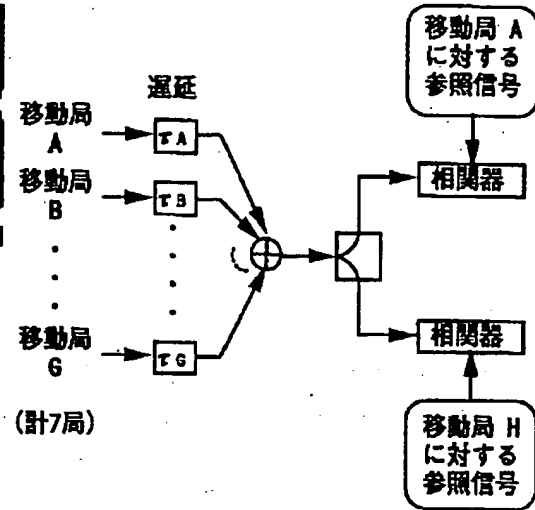 移動局 A
に対する
参照信号
遅延
移動局
A
τA
相関器
移動局
B
τB
移動局
G
τG
相関器
(計7局)
移動局 H
に対する
参照信号